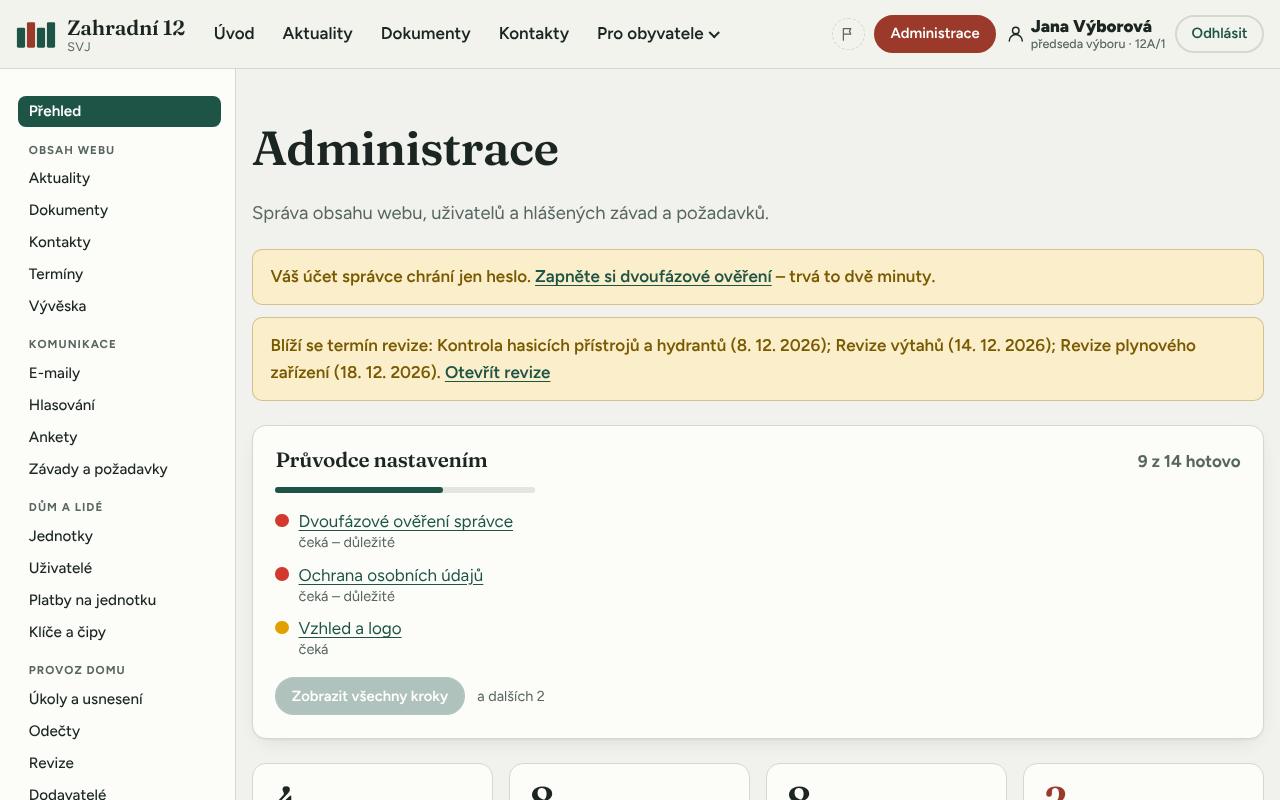 Zahradní 12
SVJ
Úvod
Aktuality
Dokumenty
Kontakty
Pro obyvatele
Administrace
Jana Výborová
předseda výboru · 12A/1
Odhlásit
Přehled
OBSAH WEBU
Aktuality
Dokumenty
Kontakty
Termíny
Vývěska
KOMUNIKACE
E-maily
Hlasování
Ankety
Závady a požadavky
DŮM A LIDÉ
Jednotky
Uživatelé
Platby na jednotku
Klíče a čipy
PROVOZ DOMU
Úkoly a usnesení
Odečty
Revize
Dodavatelé
Administrace
Správa obsahu webu, uživatelů a hlášených závad a požadavků.
Váš účet správce chrání jen heslo. Zapněte si dvoufázové ověření – trvá to dvě minuty.
Blíží se termín revize: Kontrola hasicích přístrojů a hydrantů (8. 12. 2026); Revize výtahů (14. 12. 2026); Revize plynového
zařízení (18. 12. 2026). Otevřít revize
Průvodce nastavením
9 z 14 hotovo
Dvoufázové ověření správce
čeká – důležité
Ochrana osobních údajů
čeká – důležité
Vzhled a logo
čeká
Zobrazit všechny kroky
a dalších 2